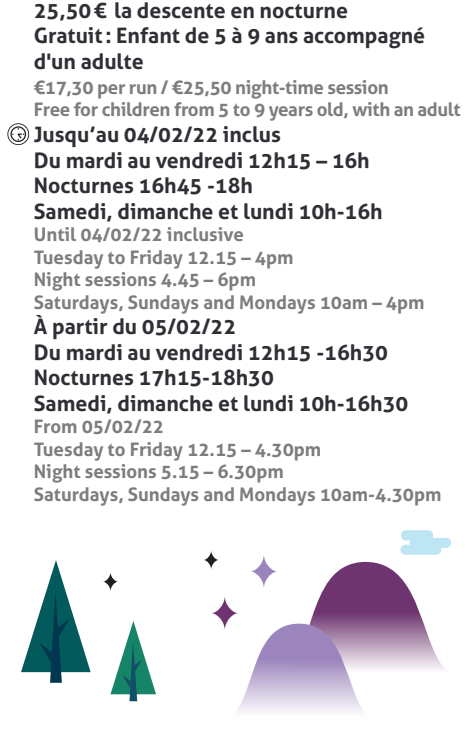 25,50 € la descente en nocturne
Gratuit : Enfant de 5 à 9 ans accompagné
d'un adulte
€17,30 per run / €25,50 night-time session
Free for children from 5 to 9 years old, with an adult
Jusqu’au 04/02/22 inclus
Du mardi au vendredi 12h15 – 16h
Nocturnes 16h45 -18h
Samedi, dimanche et lundi 10h-16h
Until 04/02/22 inclusive
Tuesday to Friday 12.15 – 4pm
Night sessions 4.45 – 6pm
Saturdays, Sundays and Mondays 10am – 4pm
À partir du 05/02/22
Du mardi au vendredi 12h15 -16h30
Nocturnes 17h15-18h30
Samedi, dimanche et lundi 10h-16h30
From 05/02/22
Tuesday to Friday 12.15 – 4.30pm
Night sessions 5.15 – 6.30pm
Saturdays, Sundays and Mondays 10am-4.30pm